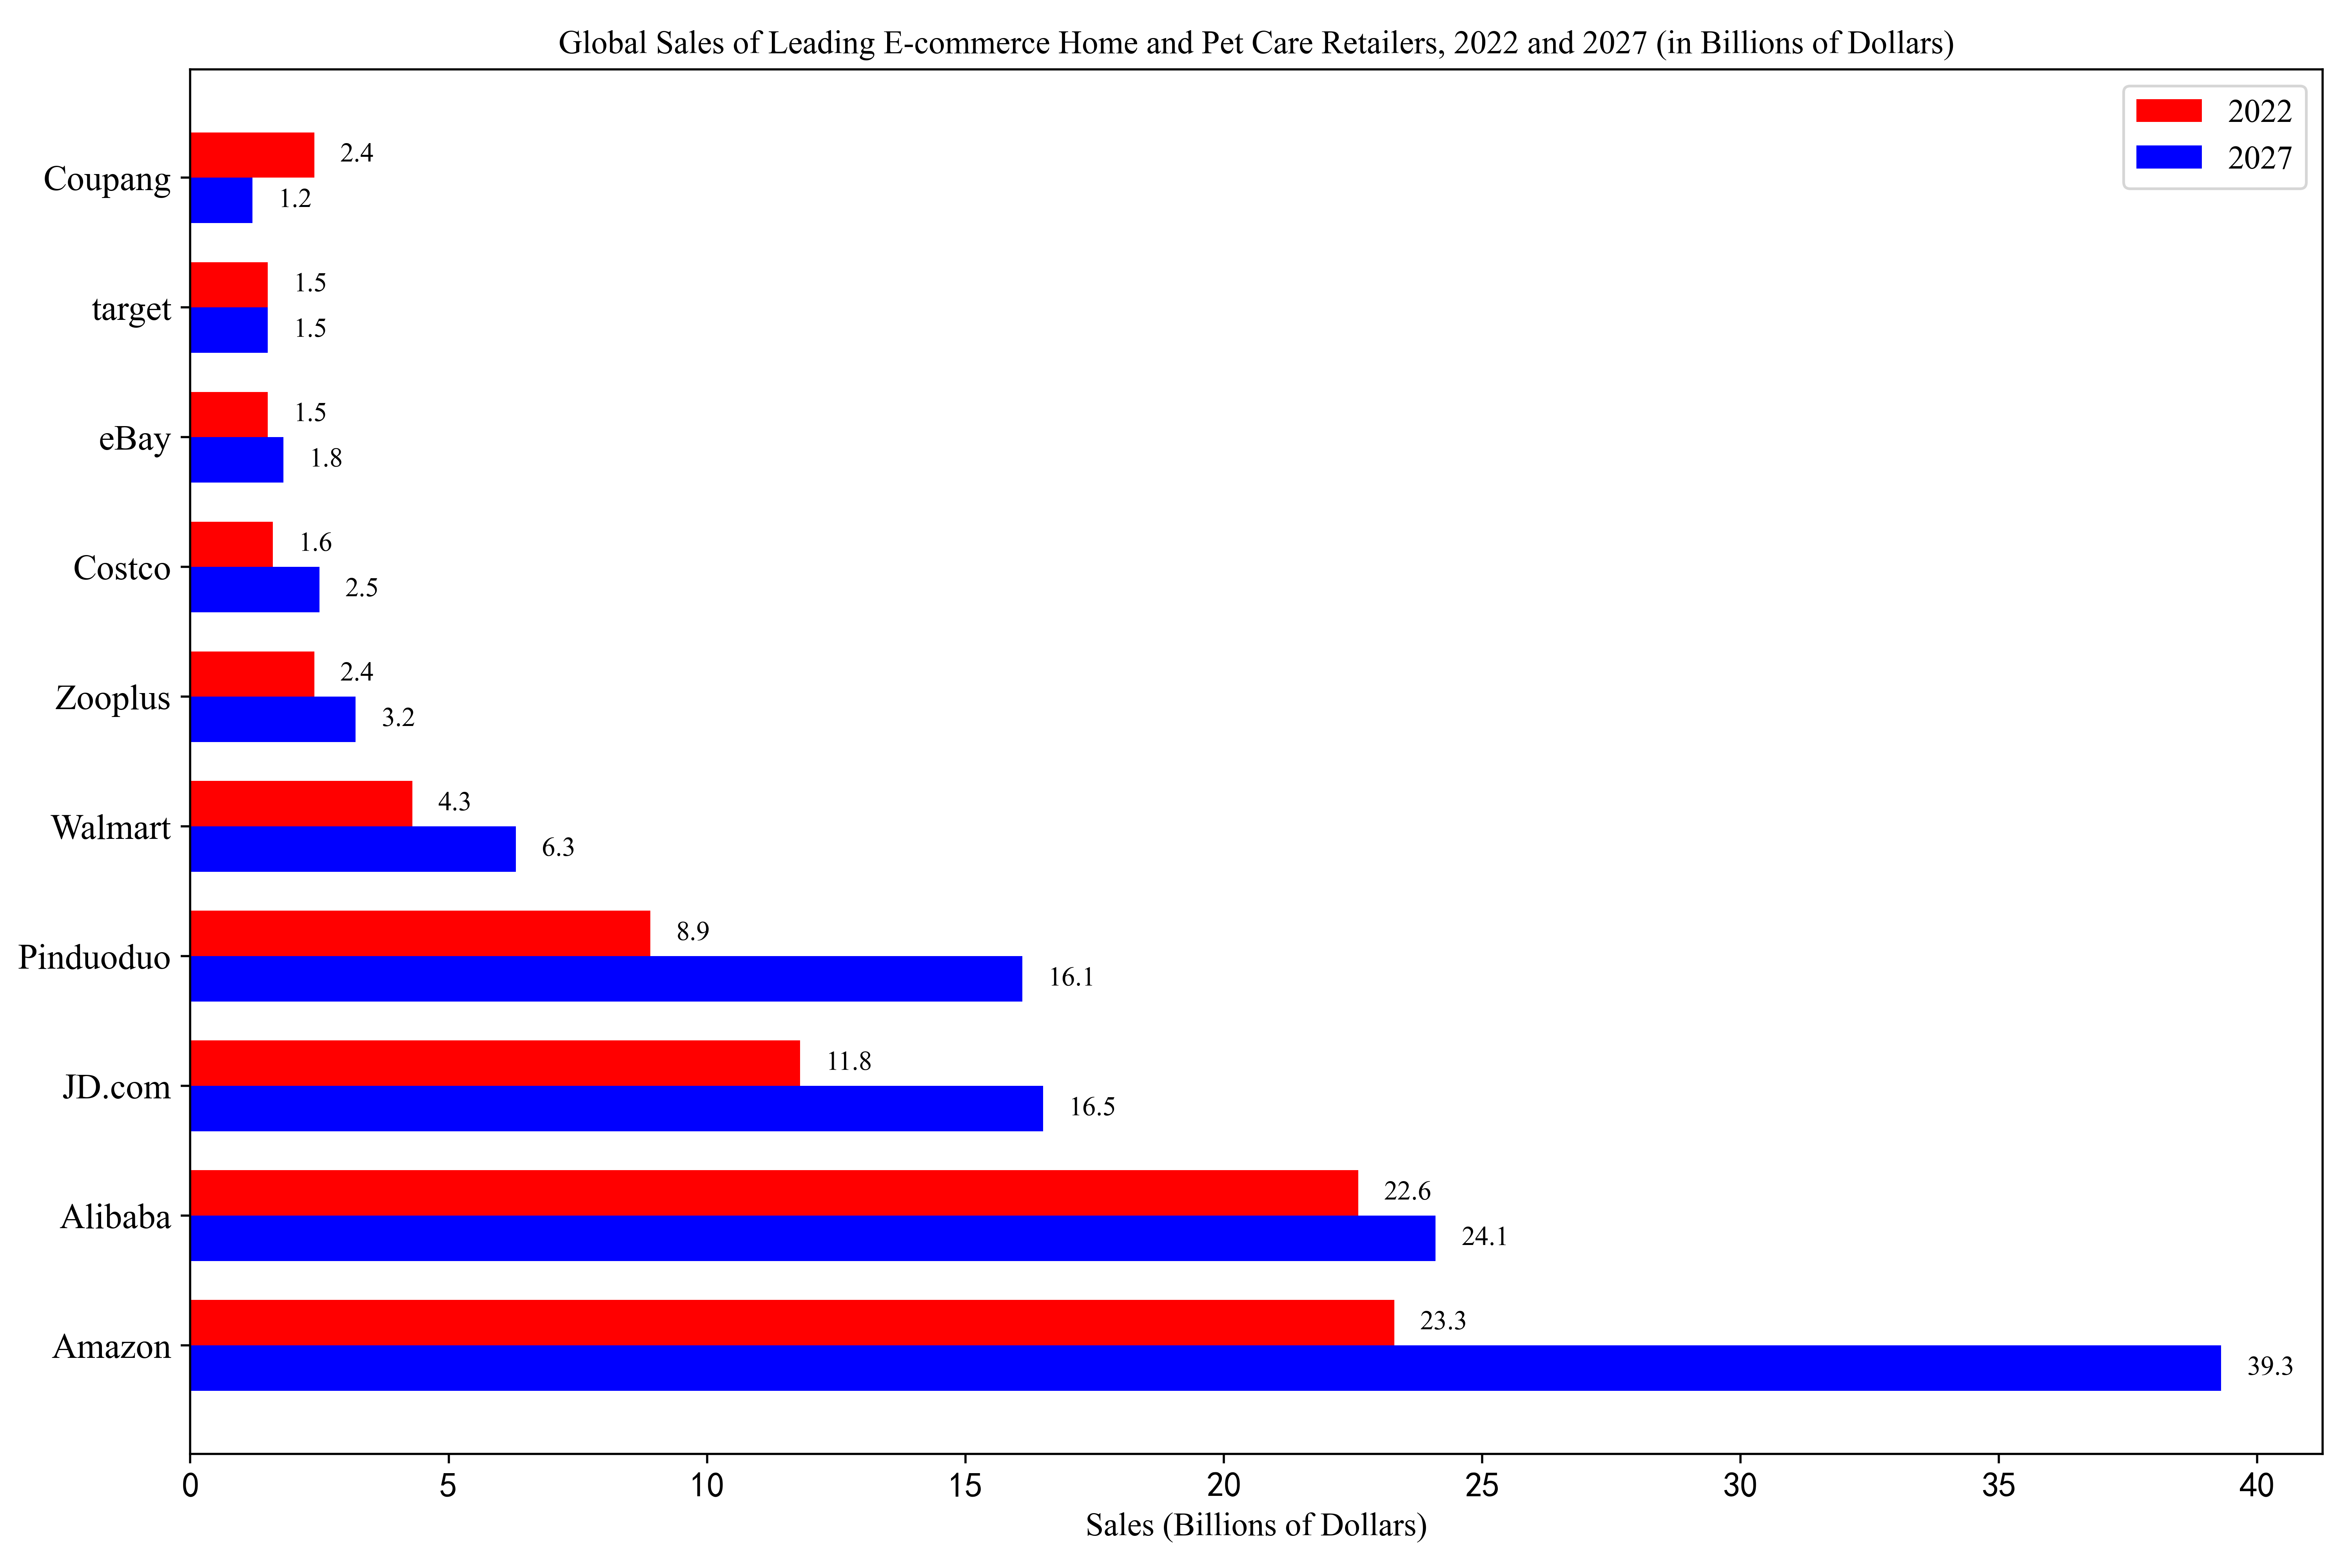 Global Sales of Leading E-commerce Home and Pet Care Retailers, 2022 and 2027 (in Billions of Dollars)
2022
2027
Coupang
2.4
1.2
target
1.5
1.5
eBay
1.5
1.8
Costco
1.6
2.5
Zooplus
2.4
3.2
Walmart
4.3
6.3
Pinduoduo
8.9
16.1
JD.com
11.8
16.5
Alibaba
22.6
24.1
Amazon
23.3
39.3
0 5 10 15 20 25 30 35 40
Sales (Billions of Dollars)